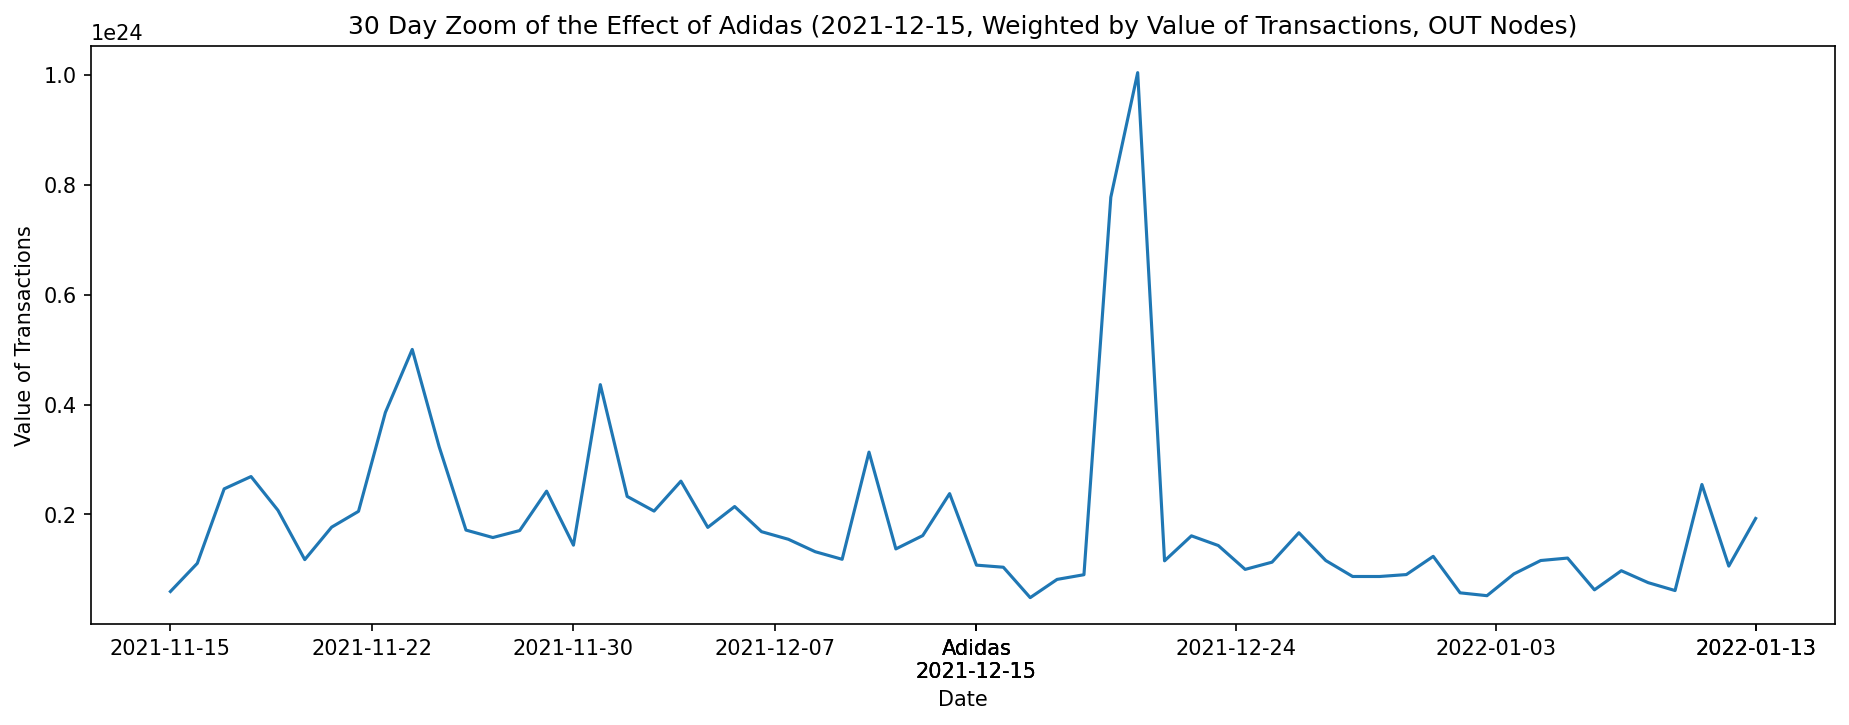 30 Day Zoom of the Effect of Adidas (2021-12-15, Weighted by Value of Transactions, OUT Nodes)
1e24
1.0
0.8
0.6
0.4
0.2
Value of Transactions
2021-11-15 2021-11-22 2021-11-30 2021-12-07 Adidas 2021-12-24 2022-01-03 2022-01-13
2021-12-15
Date